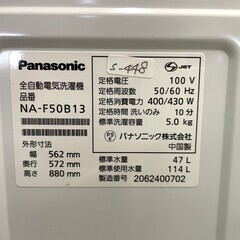 Panasonic
S-448
JET
全自動電気洗濯機
品番
NA-F50B13
外形寸法
幅 562 mm
奥行 572 mm
高さ 880 mm
定格電圧 100 V
定格周波数 50/60 Hz
定格消費電力 400/430 W
定格時間 洗いのみ 10 分
標準洗濯容量 5.0 kg
PSE パナソニック株式会社
中国製
標準水量 47 L
標準使用水量 114 L
製造番号 2062400702